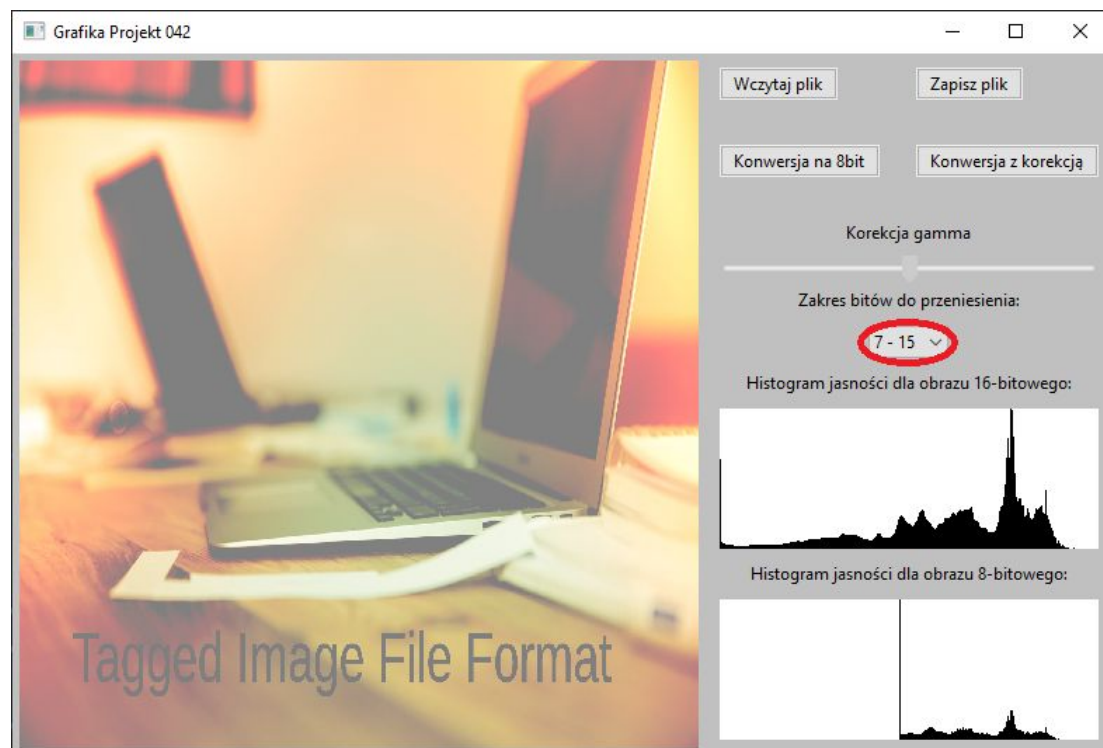 Grafika Projekt 042
Wczytaj plik
Zapisz plik
Konwersja na 8bit
Konwersja z korekcją
Korekcja gamma
Zakres bitów do przeniesienia:
7 - 15
Histogram jasności dla obrazu 16-bitowego:
Histogram jasności dla obrazu 8-bitowego:
Tagged Image File Format